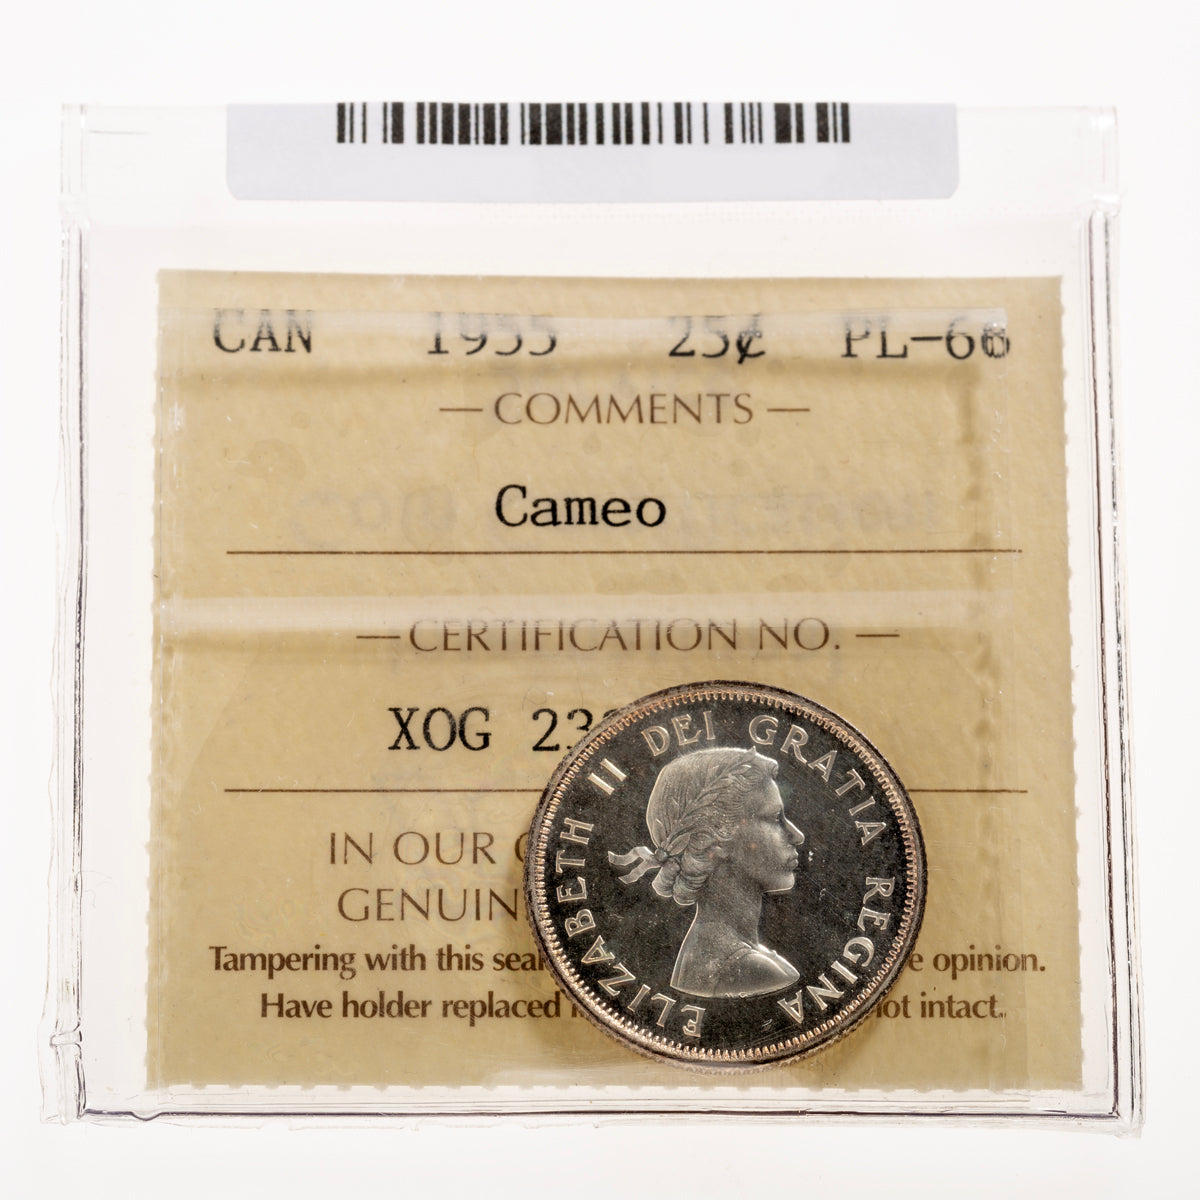 CAN 1955 25¢ PL-66
— COMMENTS —
Cameo
— CERTIFICATION NO. —
XOG 23
IN OUR
GENUIN
Tampering with this seal e opinion.
Have holder replaced not intact.
ELIZABETH II DEI GRATIA REGINA